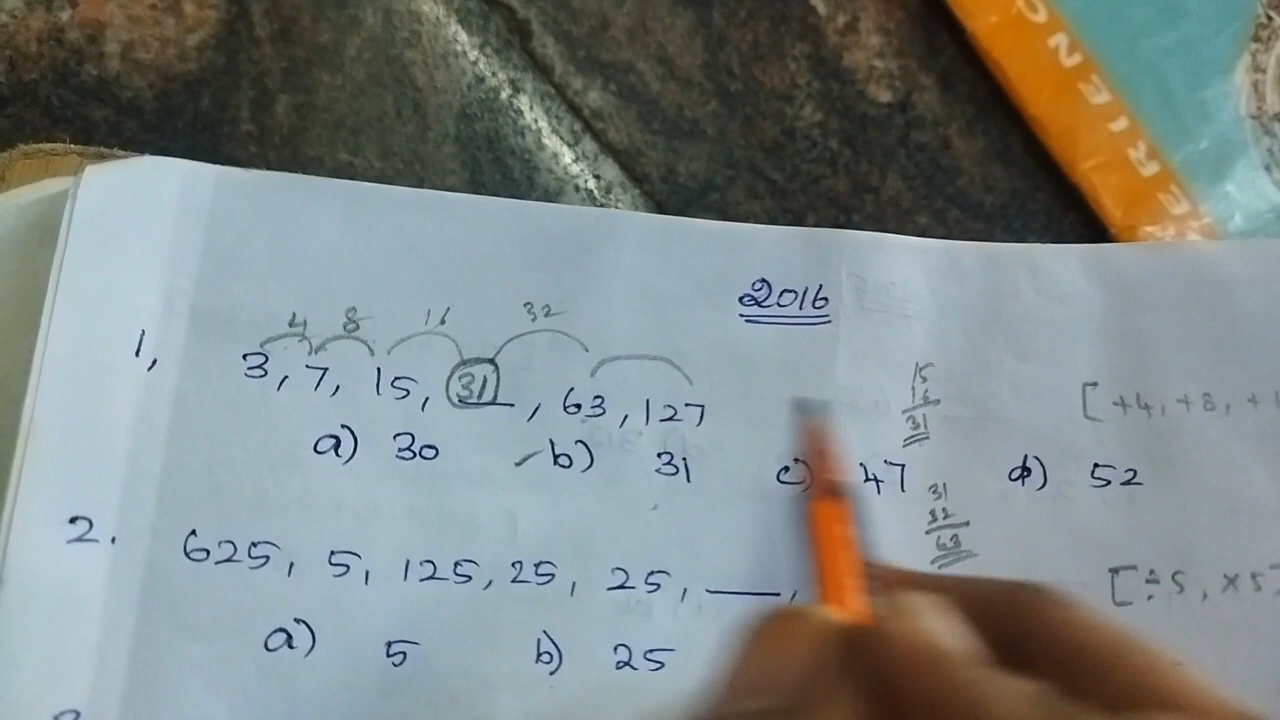 2016
4 8 16 32
1, 3, 7, 15, 31, 63, 127
15
16
31
[+4, +8, +1
a) 30 b) 31 c) 47 d) 52
31
32
63
2. 625, 5, 125, 25, 25, ___,
[÷5, ×5]
a) 5 b) 25